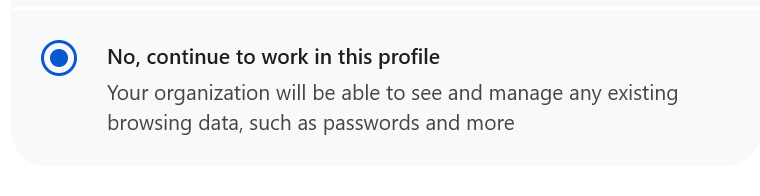 No, continue to work in this profile
Your organization will be able to see and manage any existing
browsing data, such as passwords and more